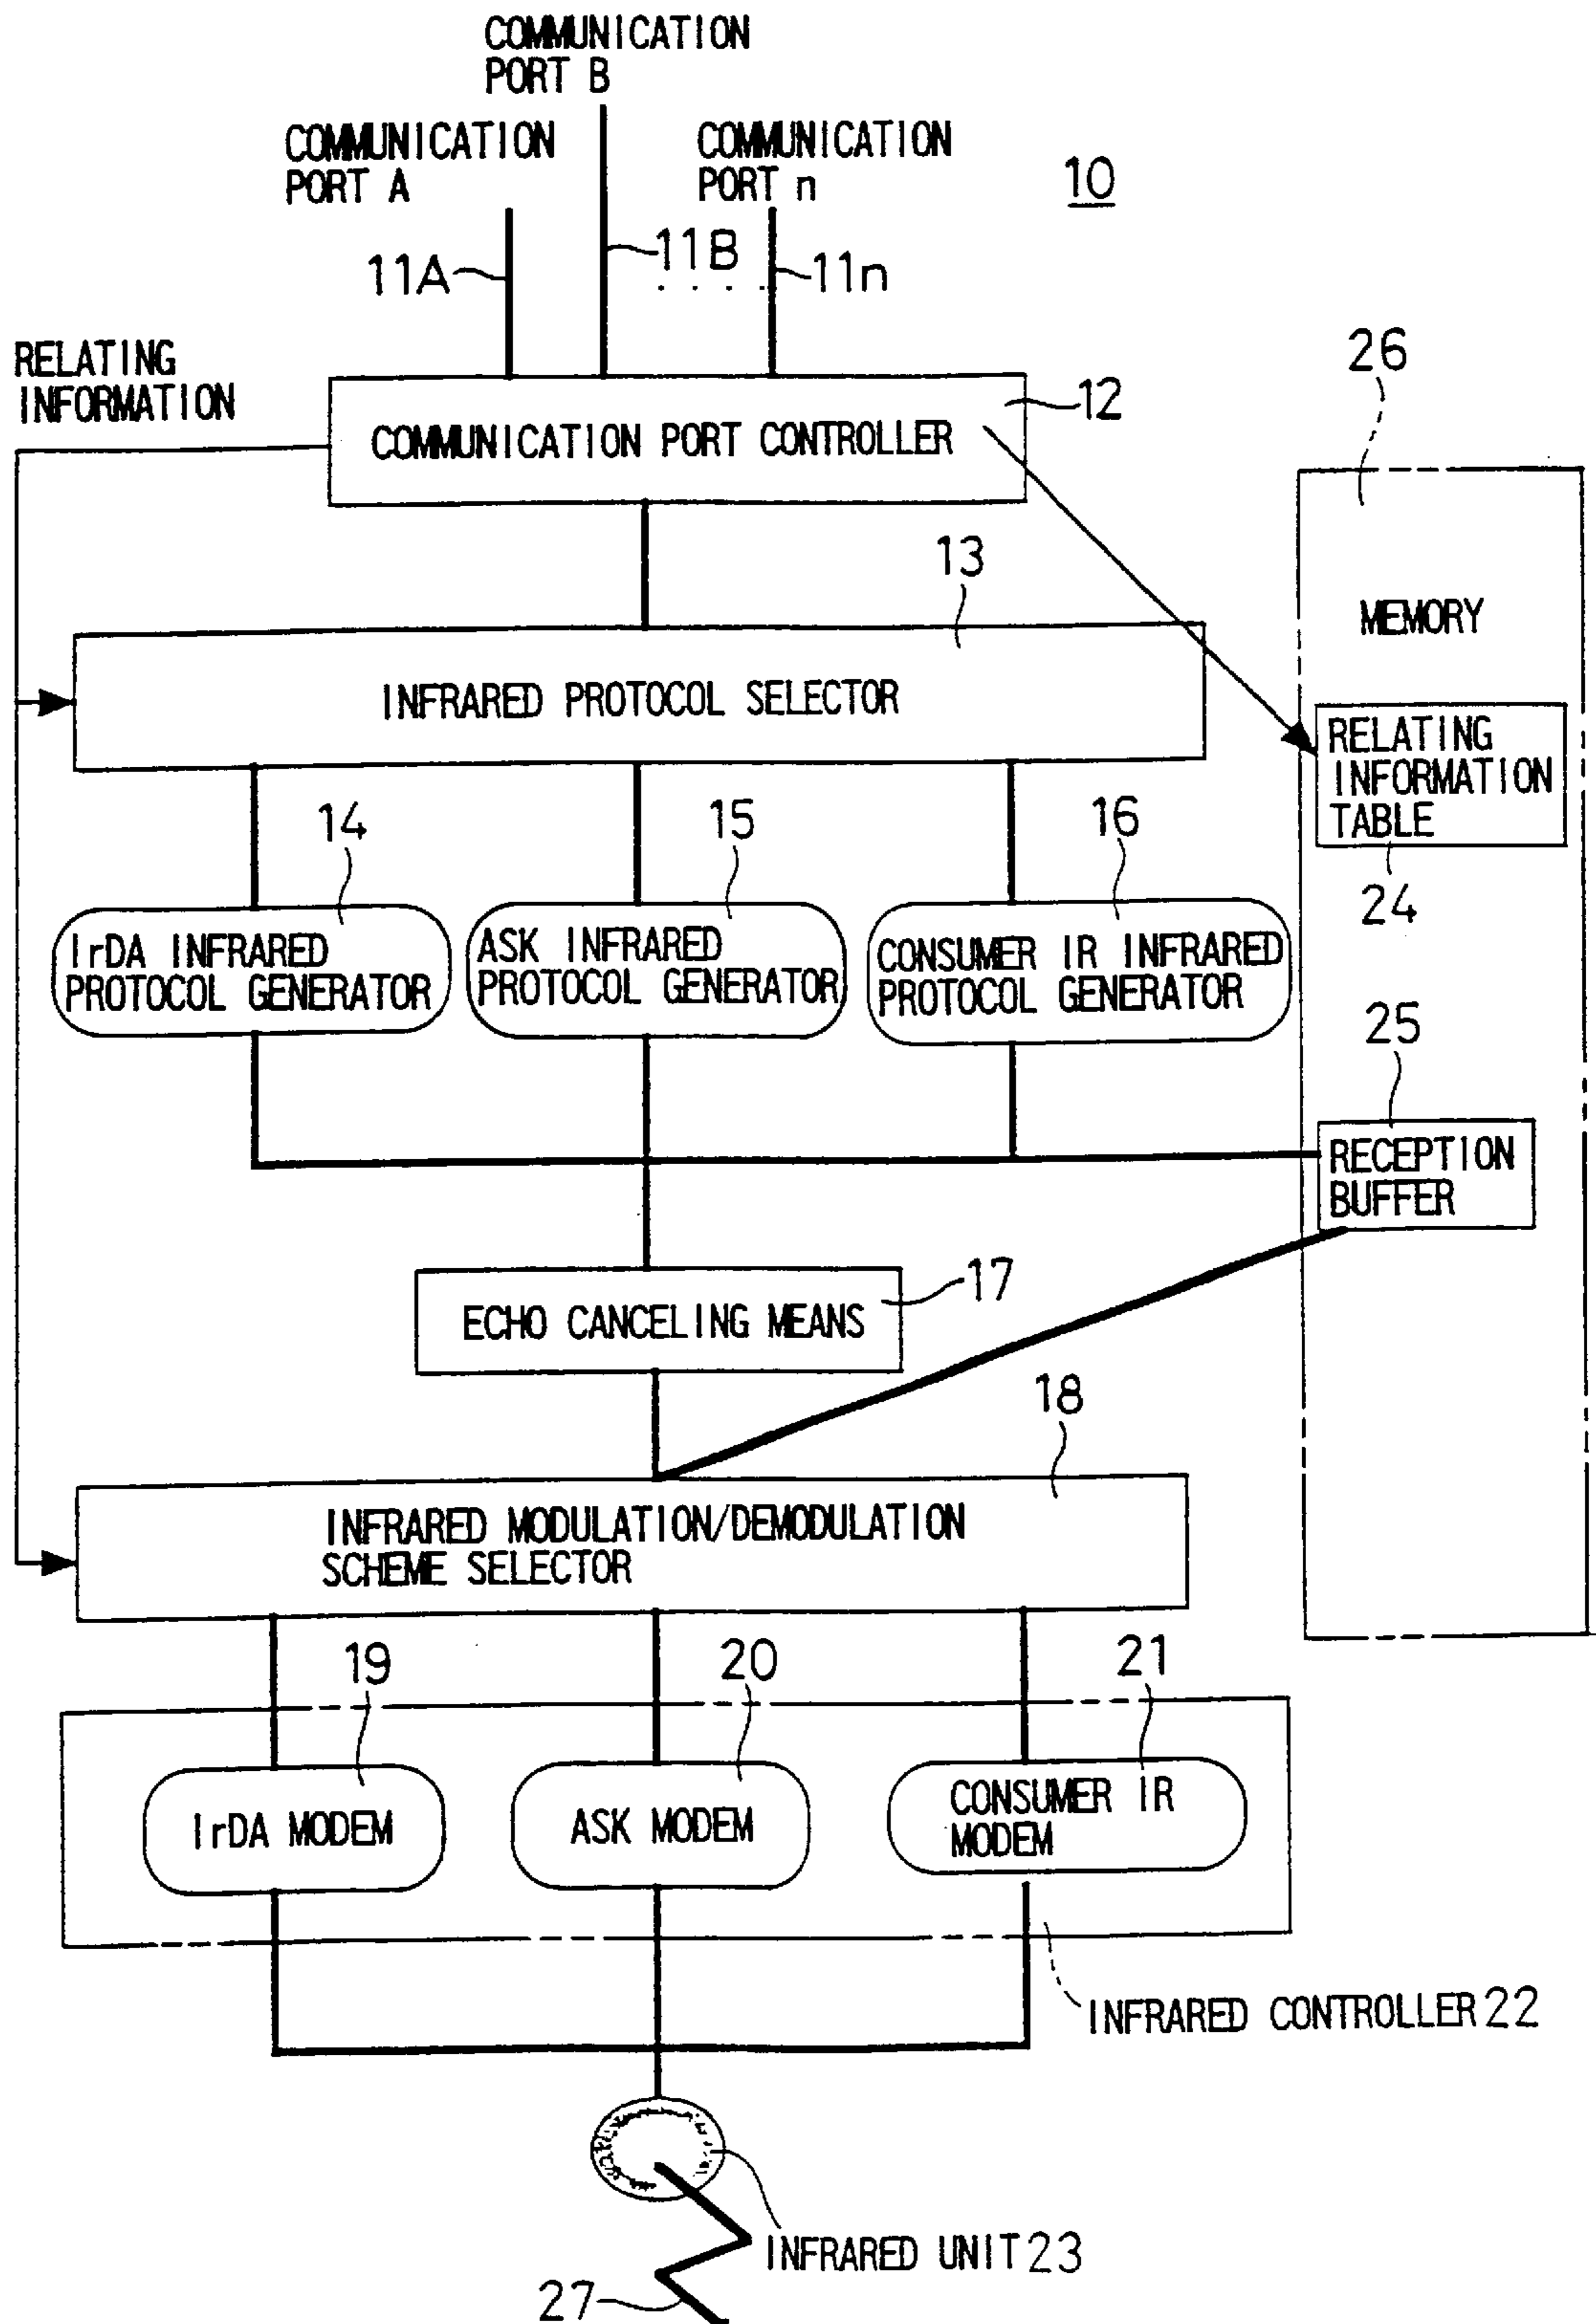 COMMUNICATION
PORT B
COMMUNICATION
PORT A
COMMUNICATION
PORT n
10
11A
11B
. . . . .
11n
RELATING
INFORMATION
12
COMMUNICATION PORT CONTROLLER
26
13
MEMORY
INFRARED PROTOCOL SELECTOR
RELATING
INFORMATION
TABLE
24
14
15
16
IrDA INFRARED
PROTOCOL GENERATOR
ASK INFRARED
PROTOCOL GENERATOR
CONSUMER IR INFRARED
PROTOCOL GENERATOR
25
RECEPTION
BUFFER
17
ECHO CANCELING MEANS
18
INFRARED MODULATION/DEMODULATION
SCHEME SELECTOR
19
20
21
IrDA MODEM
ASK MODEM
CONSUMER IR
MODEM
INFRARED CONTROLLER 22
INFRARED UNIT 23
27